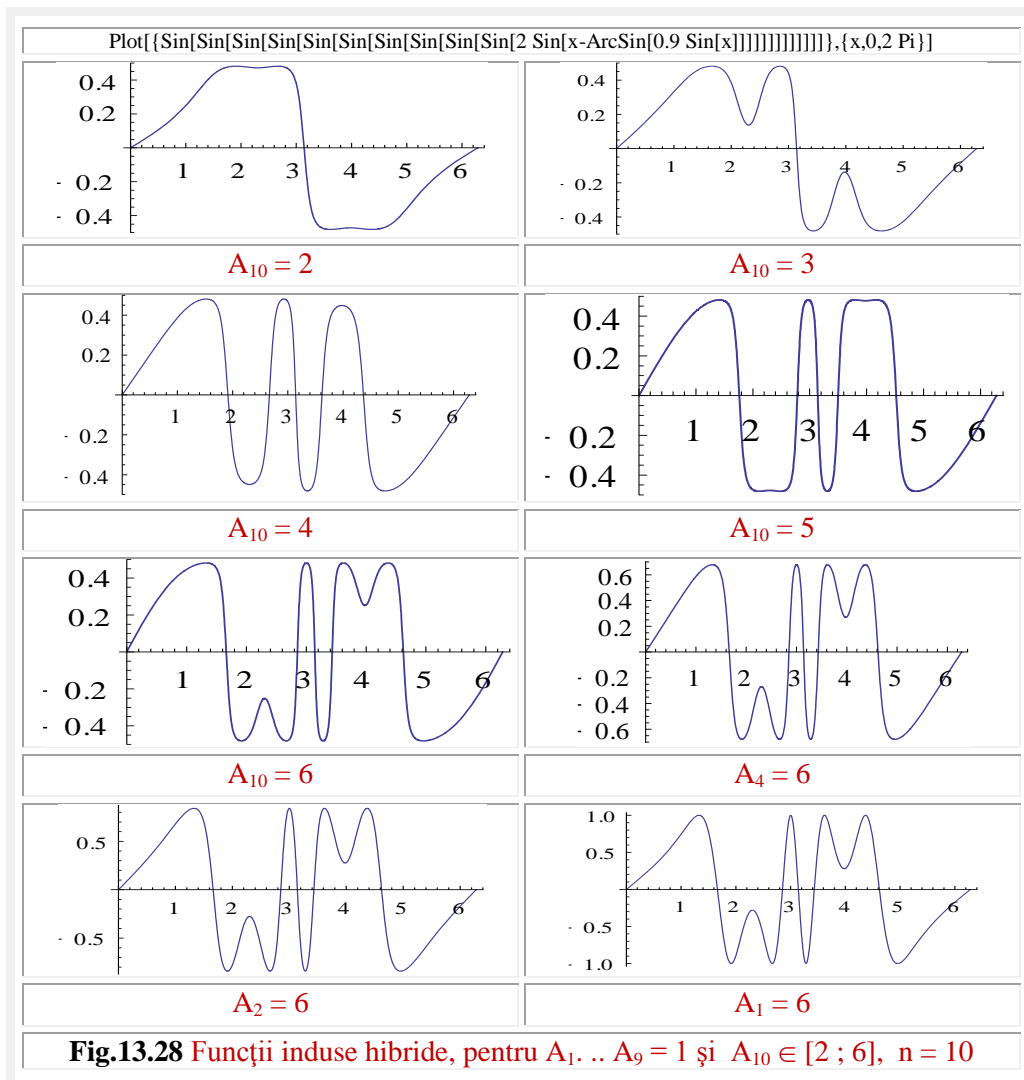 Plot[{Sin[Sin[Sin[Sin[Sin[Sin[Sin[Sin[Sin[Sin[2 Sin[x-ArcSin[0.9 Sin[x]]]]]]]]]]]]]},{x,0,2 Pi}]
0.4
0.2
1 2 3 4 5 6
- 0.2
- 0.4
0.4
0.2
1 2 3 4 5 6
- 0.2
- 0.4
A10 = 2
A10 = 3
0.4
0.2
1 2 3 4 5 6
- 0.2
- 0.4
0.4
0.2
1 2 3 4 5 6
- 0.2
- 0.4
A10 = 4
A10 = 5
0.4
0.2
1 2 3 4 5 6
- 0.2
- 0.4
0.6
0.4
0.2
1 2 3 4 5 6
- 0.2
- 0.4
- 0.6
A10 = 6
A4 = 6
0.5
1 2 3 4 5 6
- 0.5
1.0
0.5
1 2 3 4 5 6
- 0.5
- 1.0
A2 = 6
A1 = 6
Fig.13.28 Funcţii induse hibride, pentru A1. .. A9 = 1 şi A10 ∈ [2 ; 6], n = 10